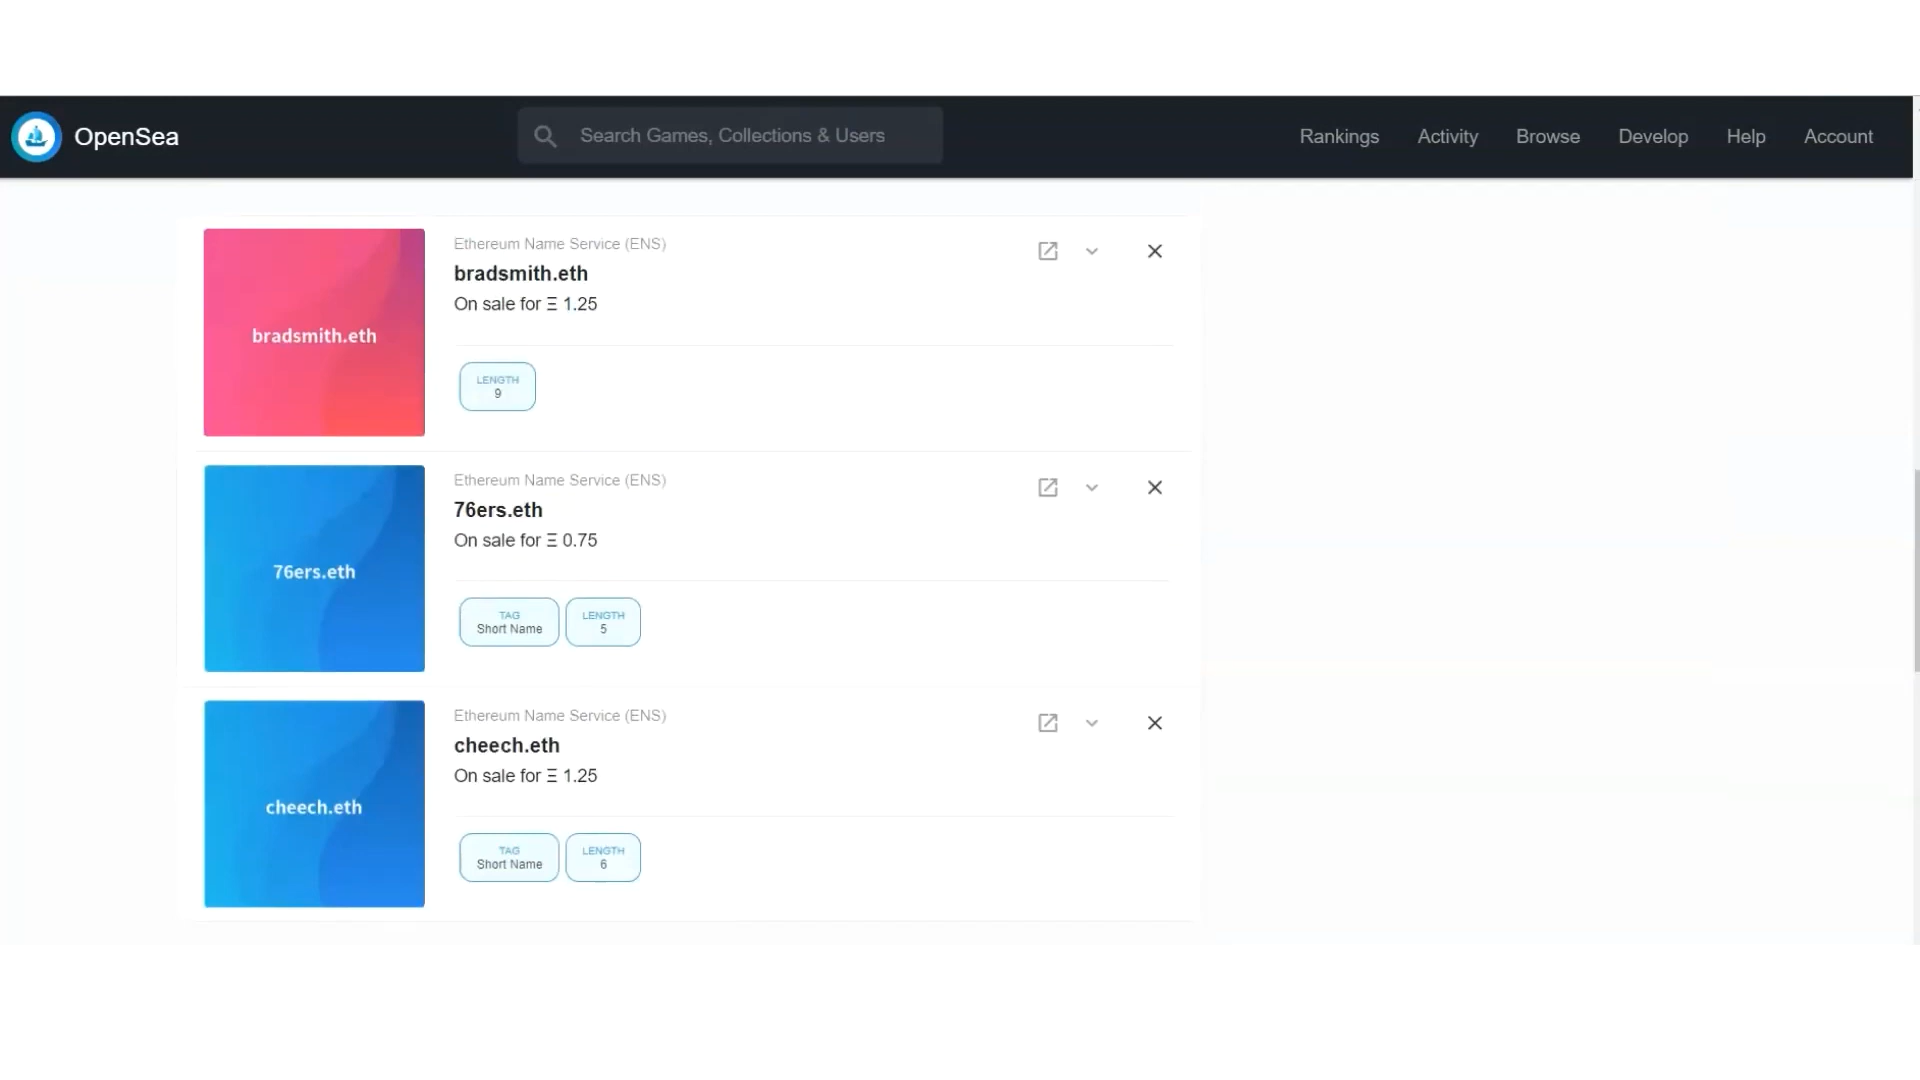 OpenSea
Search Games, Collections & Users
Rankings
Activity
Browse
Develop
Help
Account
bradsmith.eth
Ethereum Name Service (ENS)
bradsmith.eth
On sale for Ξ 1.25
LENGTH
9
76ers.eth
Ethereum Name Service (ENS)
76ers.eth
On sale for Ξ 0.75
TAG
Short Name
LENGTH
5
cheech.eth
Ethereum Name Service (ENS)
cheech.eth
On sale for Ξ 1.25
TAG
Short Name
LENGTH
6